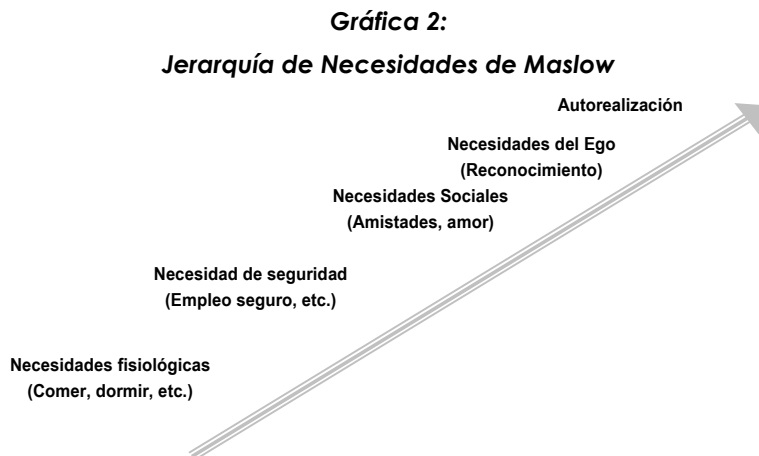 Gráfica 2:
Jerarquía de Necesidades de Maslow
Autorealización
Necesidades del Ego
(Reconocimiento)
Necesidades Sociales
(Amistades, amor)
Necesidad de seguridad
(Empleo seguro, etc.)
Necesidades fisiológicas
(Comer, dormir, etc.)